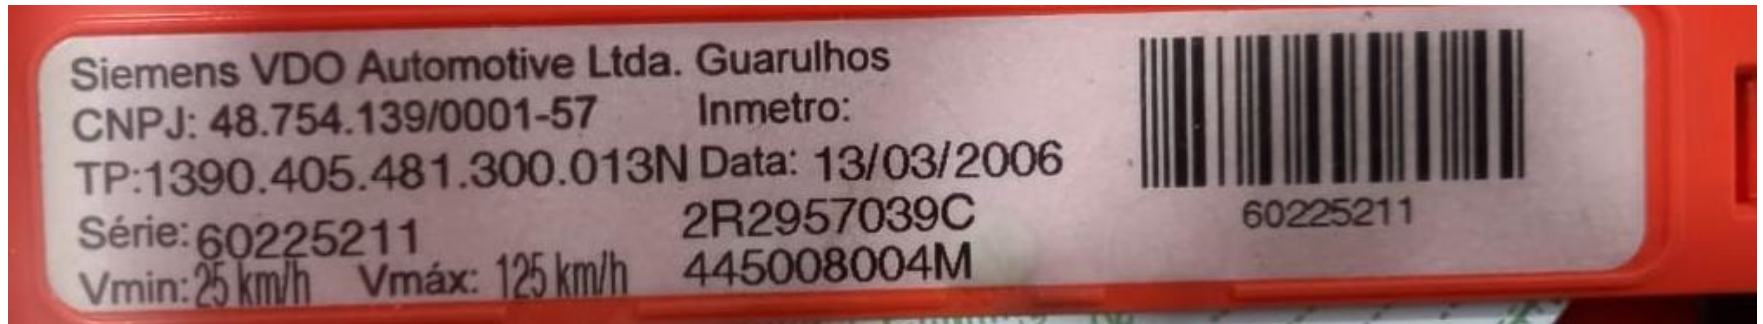 Siemens VDO Automotive Ltda. Guarulhos
CNPJ: 48.754.139/0001-57 Inmetro:
TP:1390.405.481.300.013N Data: 13/03/2006
Série: 60225211 2R2957039C
Vmin: 25 km/h Vmáx: 125 km/h 445008004M
60225211